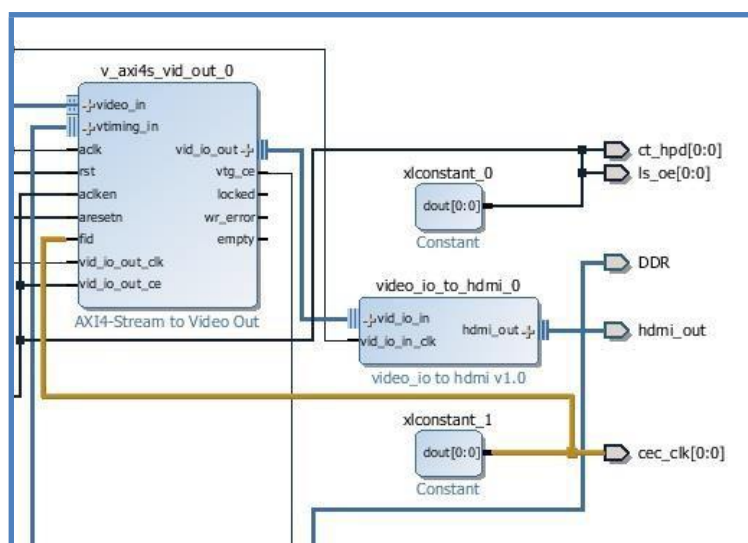 v_axi4s_vid_out_0
video_in
vtiming_in
aclk
rst
aclken
aresetn
fid
vid_io_out_clk
vid_io_out_ce
vid_io_out
vtg_ce
locked
wr_error
empty
AXI4-Stream to Video Out
xlconstant_0
dout[0:0]
Constant
ct_hpd[0:0]
ls_oe[0:0]
DDR
video_io_to_hdmi_0
vid_io_in
vid_io_in_clk
hdmi_out
video_io to hdmi v1.0
hdmi_out
xlconstant_1
dout[0:0]
Constant
cec_clk[0:0]